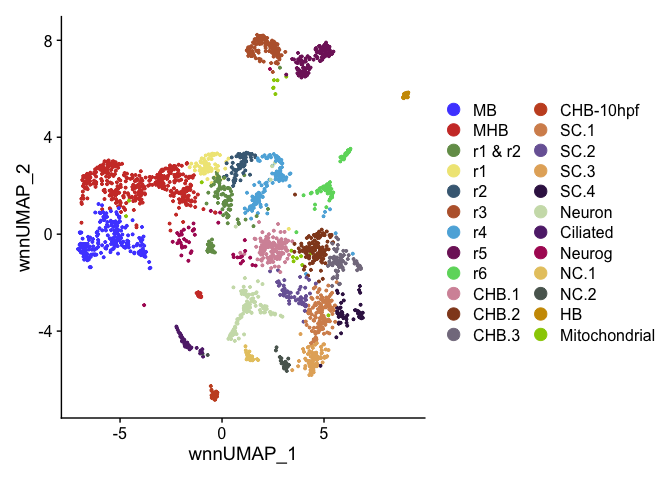 8
4
0
-4
wnnUMAP_2
-5
0
5
wnnUMAP_1
MB
MHB
r1 & r2
r1
r2
r3
r4
r5
r6
CHB.1
CHB.2
CHB.3
CHB-10hpf
SC.1
SC.2
SC.3
SC.4
Neuron
Ciliated
Neurog
NC.1
NC.2
HB
Mitochondrial